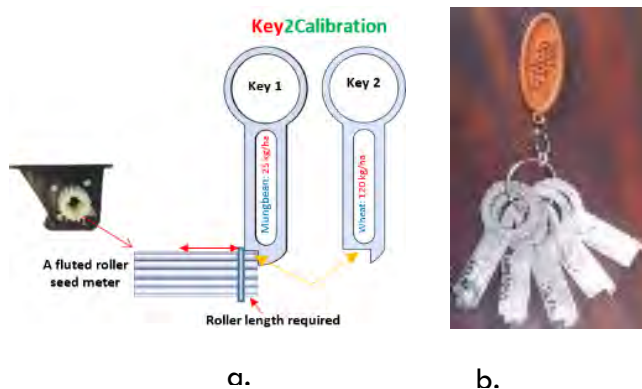 Key2Calibration
Key 1
Key 2
Mungbean: 25 kg/ha
Wheat: 120 kg/ha
A fluted roller
seed meter
Roller length required
a.
b.